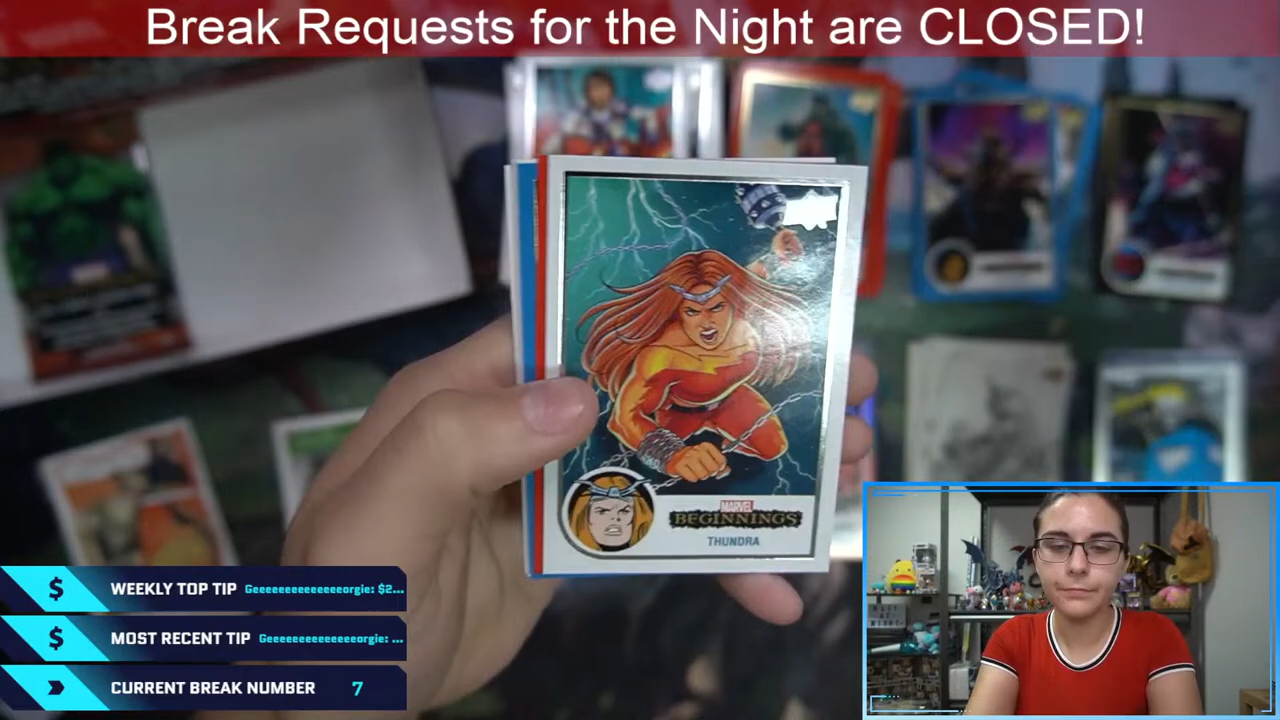 Break Requests for the Night are CLOSED!
MARVEL
BEGINNINGS
THUNDRA
$ WEEKLY TOP TIP Geeeeeeeeeeeeeeorgie: $2...
$ MOST RECENT TIP Geeeeeeeeeeeeeeorgie: ...
CURRENT BREAK NUMBER 7